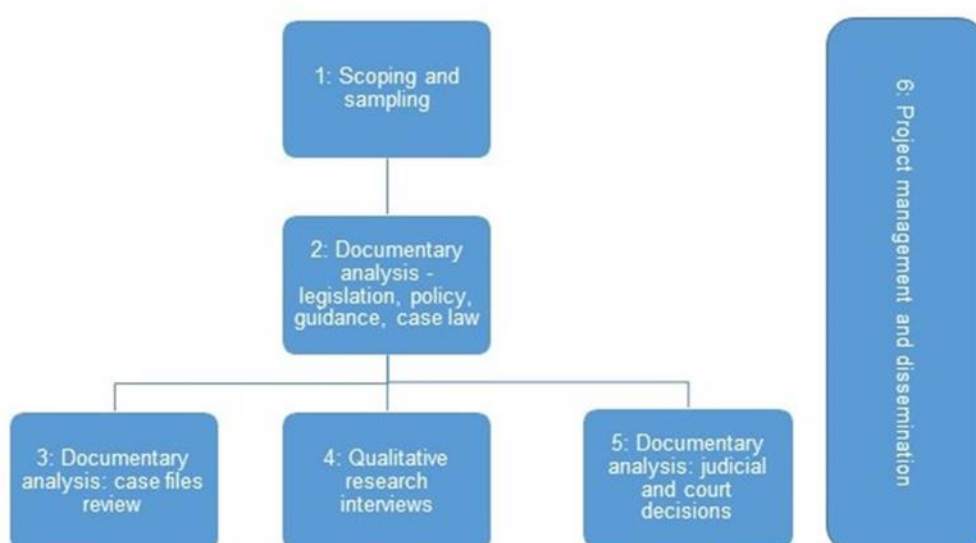 1: Scoping and
sampling
2: Documentary
analysis -
legislation, policy,
guidance, case law
3: Documentary
analysis: case files
review
4: Qualitative
research
interviews
5: Documentary
analysis: judicial
and court
decisions
6: Project management and dissemination